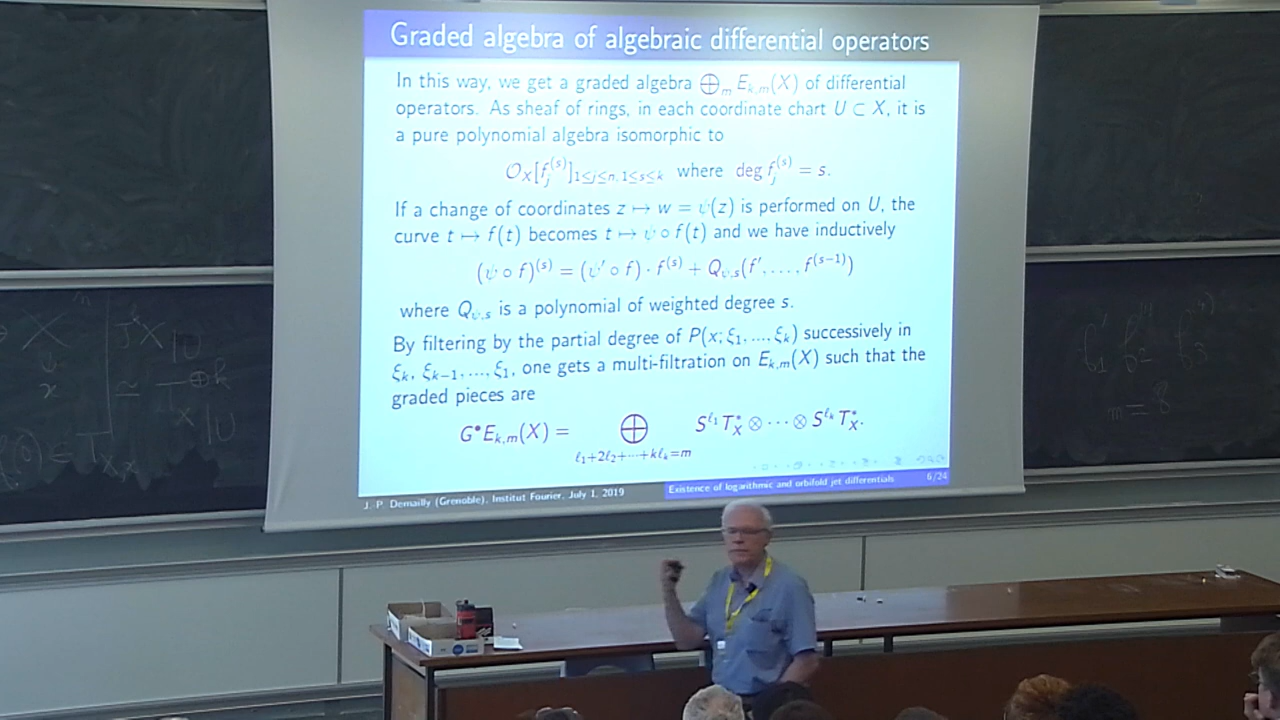 Graded algebra of algebraic differential operators
In this way, we get a graded algebra ⊕_m E_{k,m}(X) of differential
operators. As sheaf of rings, in each coordinate chart U ⊂ X, it is
a pure polynomial algebra isomorphic to
𝒪_X[f_j^{(s)}]_{1≤j≤n, 1≤s≤k} where deg f_j^{(s)} = s.
If a change of coordinates z ↦ w = ψ(z) is performed on U, the
curve t ↦ f(t) becomes t ↦ ψ ∘ f(t) and we have inductively
(ψ ∘ f)^{(s)} = (ψ′ ∘ f) · f^{(s)} + Q_{ψ,s}(f′, …, f^{(s−1)})
where Q_{ψ,s} is a polynomial of weighted degree s.
By filtering by the partial degree of P(x; ξ_1, …, ξ_k) successively in
ξ_k, ξ_{k−1}, …, ξ_1, one gets a multi-filtration on E_{k,m}(X) such that the
graded pieces are
G^•E_{k,m}(X) = ⊕_{ℓ_1+2ℓ_2+⋯+kℓ_k=m} S^{ℓ_1}T*_X ⊗ ⋯ ⊗ S^{ℓ_k}T*_X.
J. P. Demailly (Grenoble), Institut Fourier, July 1, 2019
Existence of logarithmic and orbifold jet differentials
6/24
m = 8